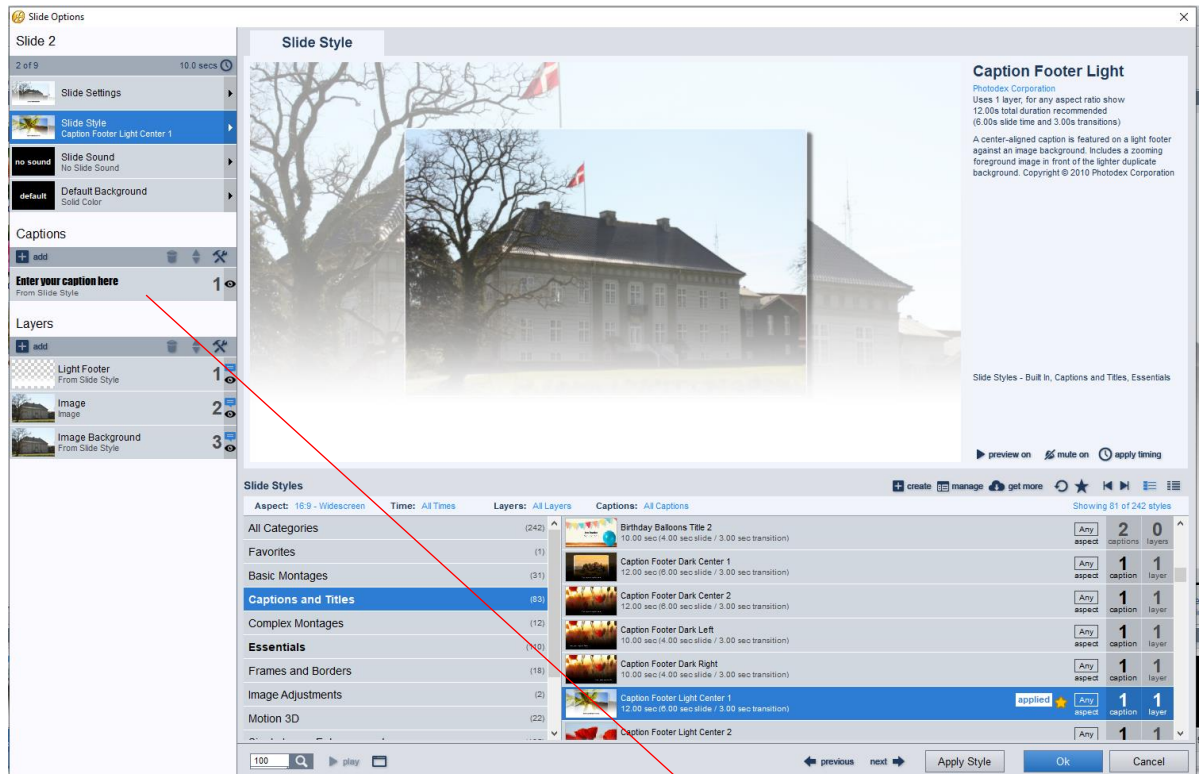 Slide Options
Slide 2
2 of 9
10.0 secs
Slide Settings
Slide Style
Caption Footer Light Center 1
no sound
Slide Sound
No Slide Sound
default
Default Background
Solid Color
Captions
add
Enter your caption here
From Slide Style
1
Layers
add
Light Footer
From Slide Style
1
Image
Image
2
Image Background
From Slide Style
3
Slide Style
Caption Footer Light
Photodex Corporation
Uses 1 layer, for any aspect ratio show
12.00s total duration recommended
(6.00s slide time and 3.00s transitions)
A center-aligned caption is featured on a light footer
against an image background. Includes a zooming
foreground image in front of the lighter duplicate
background. Copyright © 2010 Photodex Corporation
Slide Styles - Built In, Captions and Titles, Essentials
preview on mute on apply timing
Slide Styles
create manage get more
Aspect: 16:9 - Widescreen Time: All Times Layers: All Layers Captions: All Captions
Showing 81 of 242 styles
All Categories (242)
Favorites (1)
Basic Montages (31)
Captions and Titles (83)
Complex Montages (12)
Essentials
Frames and Borders (18)
Image Adjustments (2)
Motion 3D (22)
Birthday Balloons Title 2
10.00 sec (4.00 sec slide / 3.00 sec transition)
Any aspect 2 captions 0 layers
Caption Footer Dark Center 1
12.00 sec (6.00 sec slide / 3.00 sec transition)
Any aspect 1 caption 1 layer
Caption Footer Dark Center 2
12.00 sec (6.00 sec slide / 3.00 sec transition)
Any aspect 1 caption 1 layer
Caption Footer Dark Left
10.00 sec (4.00 sec slide / 3.00 sec transition)
Any aspect 1 caption 1 layer
Caption Footer Dark Right
10.00 sec (4.00 sec slide / 3.00 sec transition)
Any aspect 1 caption 1 layer
Caption Footer Light Center 1
12.00 sec (6.00 sec slide / 3.00 sec transition)
applied Any aspect 1 caption 1 layer
Caption Footer Light Center 2
Any 1 1
100
play
previous next
Apply Style
Ok
Cancel